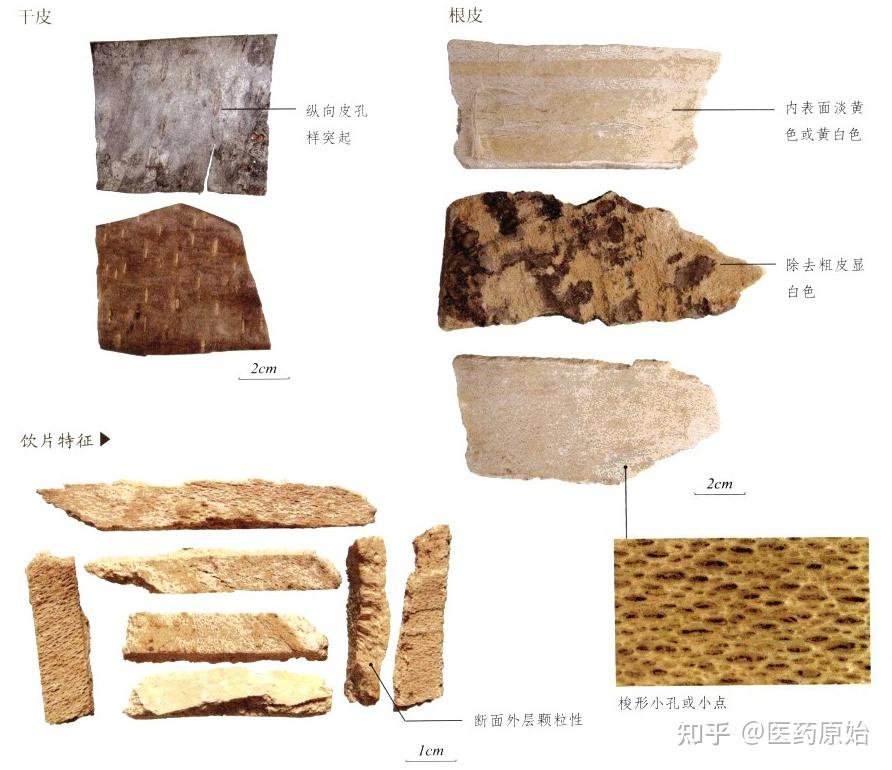 干皮
纵向皮孔
样突起
2cm
根皮
内表面淡黄
色或黄白色
除去粗皮显
白色
2cm
梭形小孔或小点
饮片特征▶
断面外层颗粒性
1cm
知乎 @医药原始